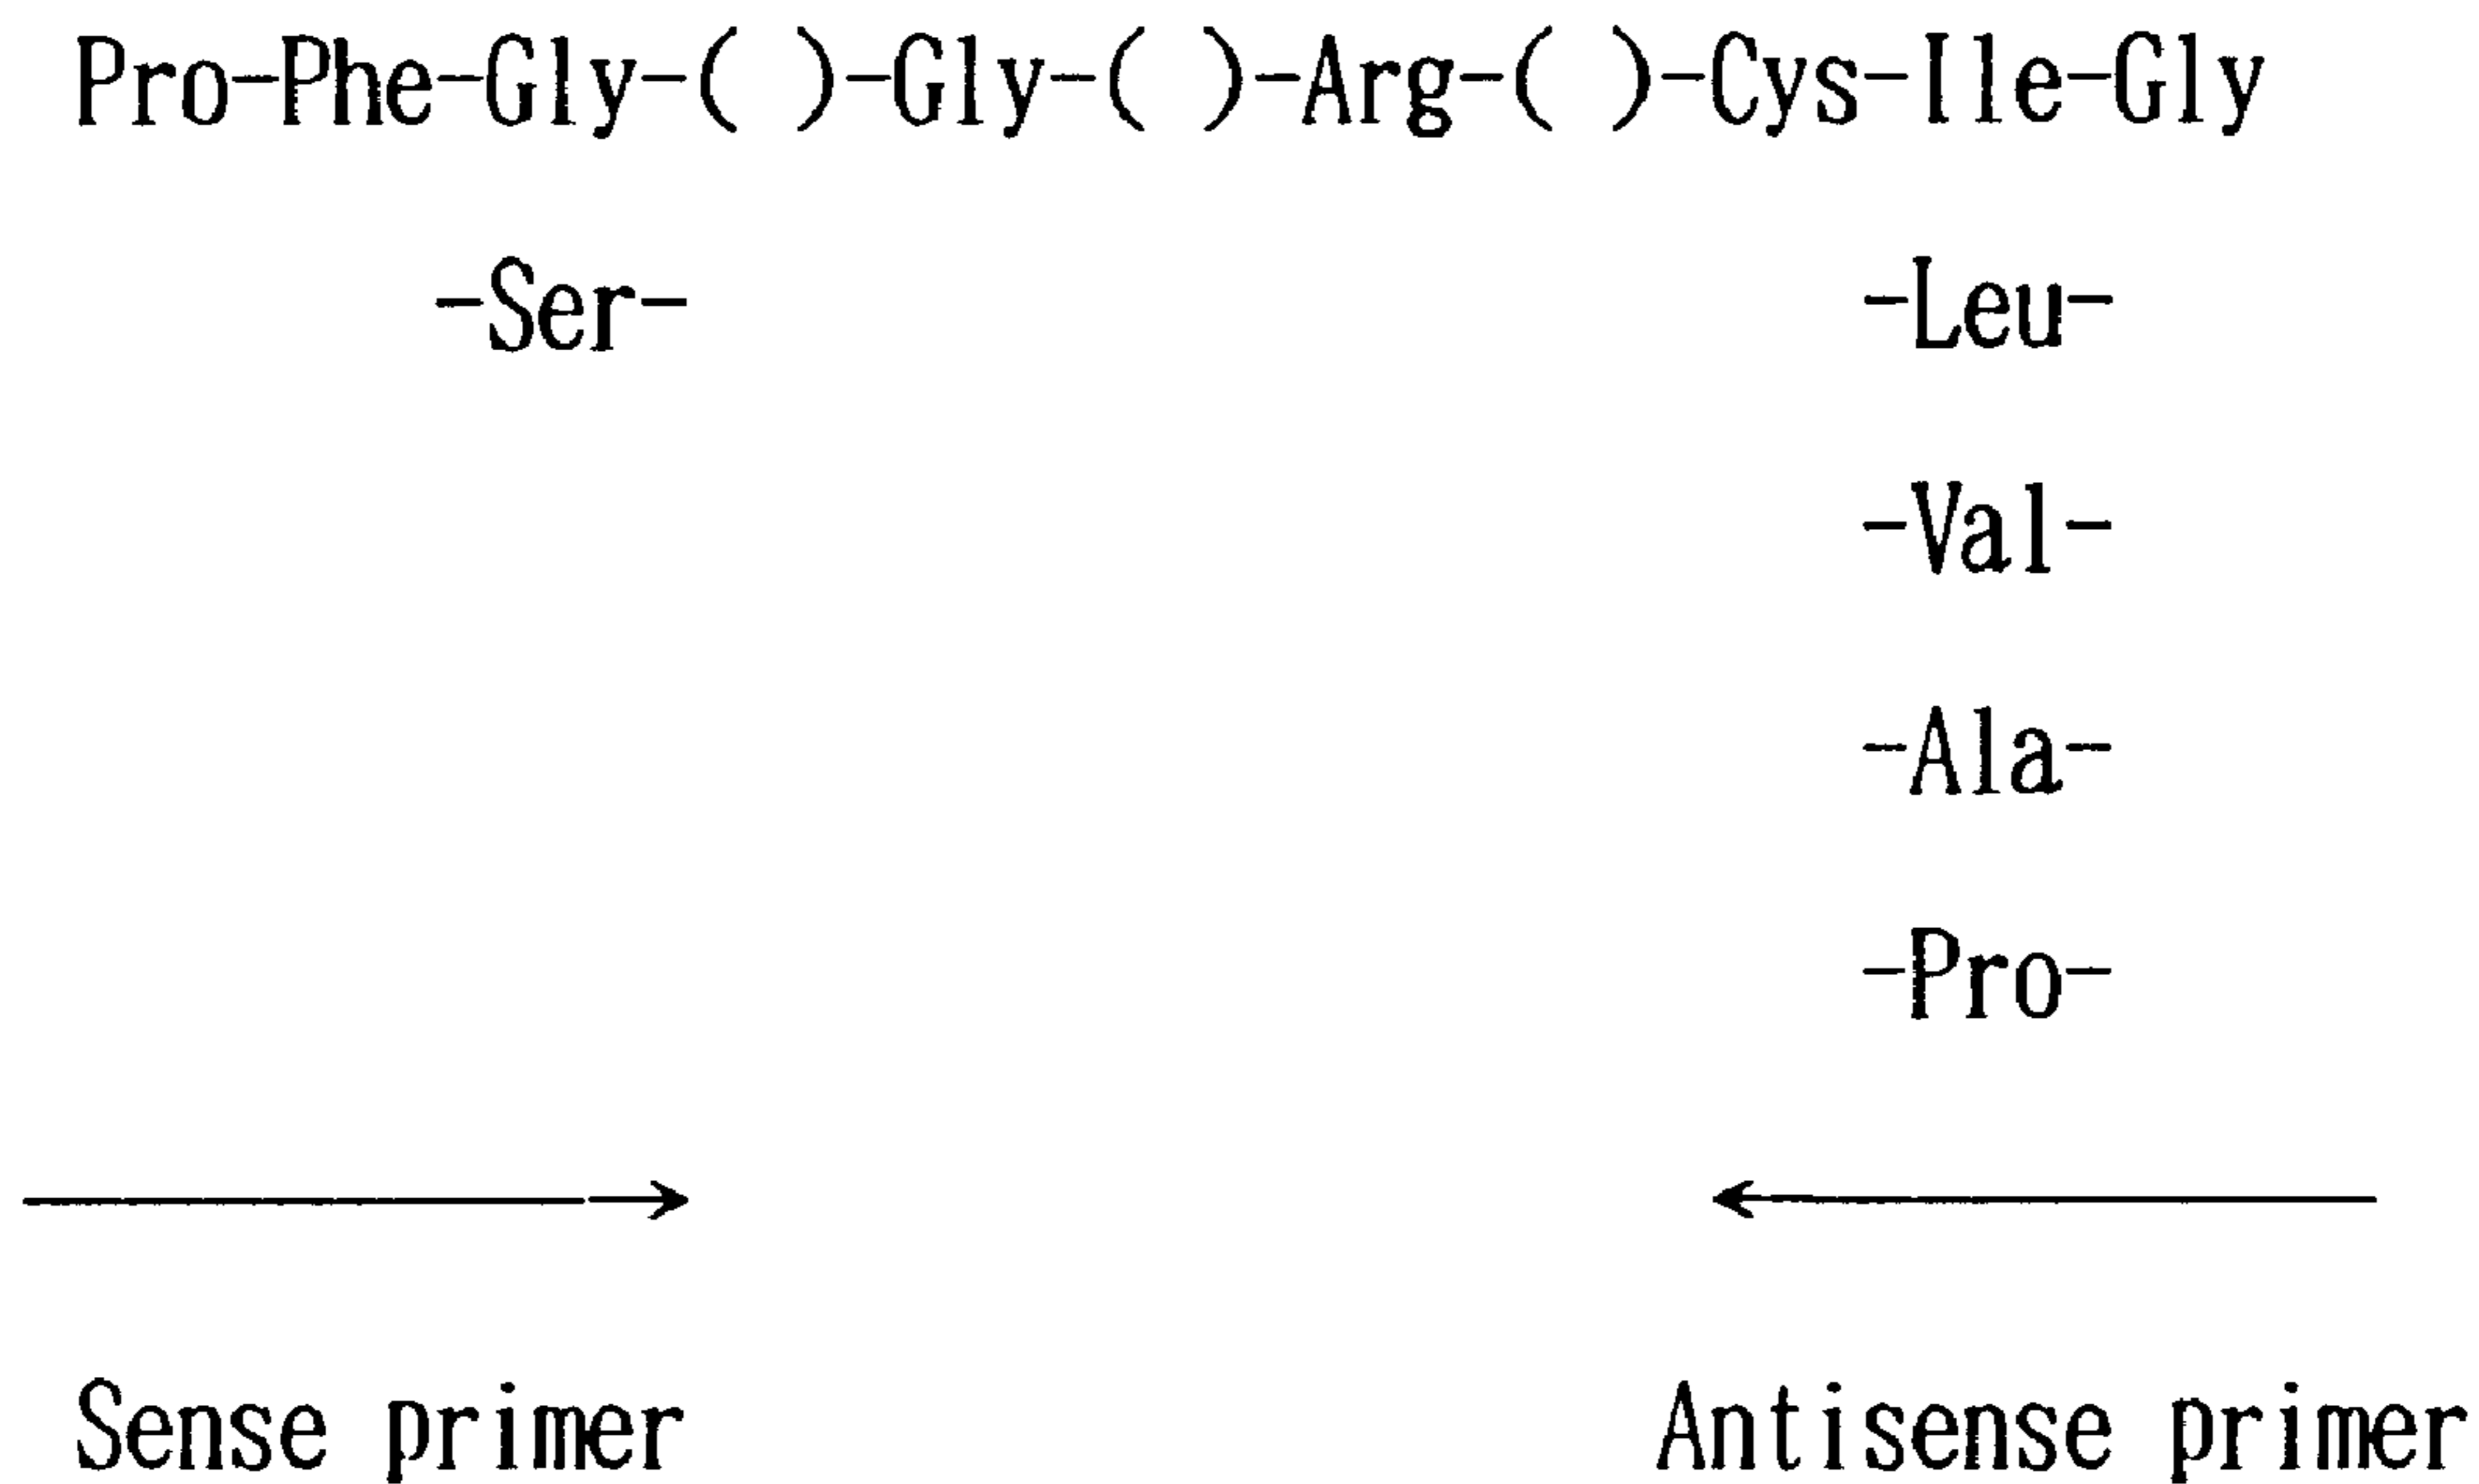 Pro-Phe-Gly-( )-Gly-( )-Arg-( )-Cys-Ile-Gly
-Ser- -Leu-
-Val-
-Ala-
-Pro-
Sense primer Antisense primer